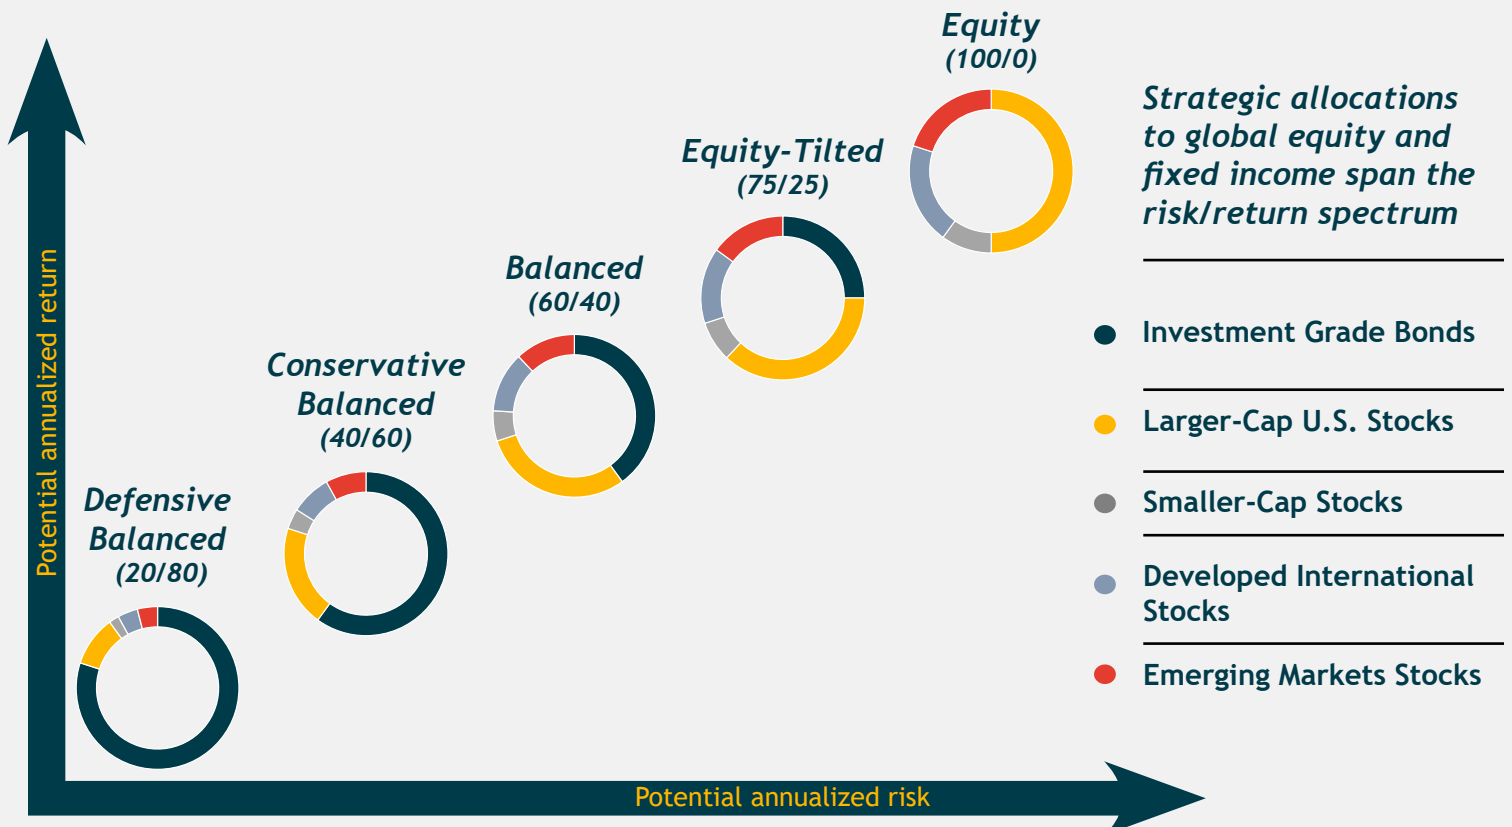 Equity
(100/0)
Equity-Tilted
(75/25)
Balanced
(60/40)
Conservative
Balanced
(40/60)
Defensive
Balanced
(20/80)
Potential annualized return
Potential annualized risk
Strategic allocations
to global equity and
fixed income span the
risk/return spectrum
Investment Grade Bonds
Larger-Cap U.S. Stocks
Smaller-Cap Stocks
Developed International
Stocks
Emerging Markets Stocks